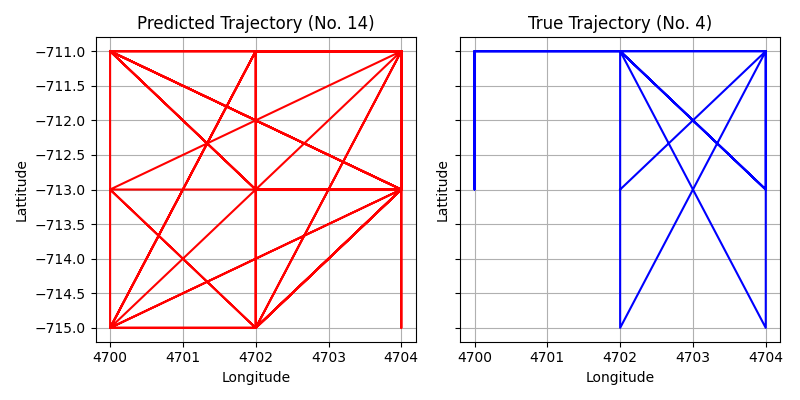 Predicted Trajectory (No. 14)
True Trajectory (No. 4)
Lattitude
−711.0
−711.5
−712.0
−712.5
−713.0
−713.5
−714.0
−714.5
−715.0
4700 4701 4702 4703 4704
Longitude
Lattitude
4700 4701 4702 4703 4704
Longitude